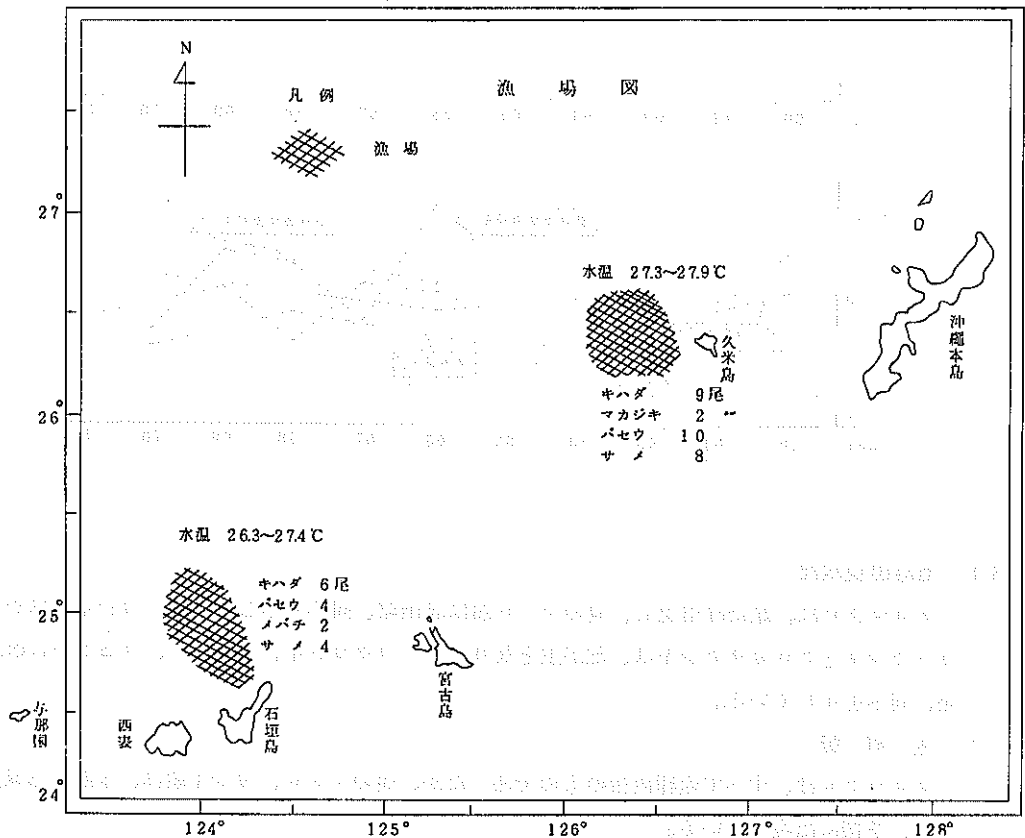 N
漁場図
凡例
漁場
27°
水温 27.3~27.9℃
久米島
沖縄本島
26°
キハダ 9尾
マカジキ 2 〃
バセウ 10
サメ 8
水温 26.3~27.4℃
キハダ 6尾
バセウ 4
メバチ 2
サメ 4
25°
宮古島
石垣島
西表
与那国
24°
124°
125°
126°
127°
128°